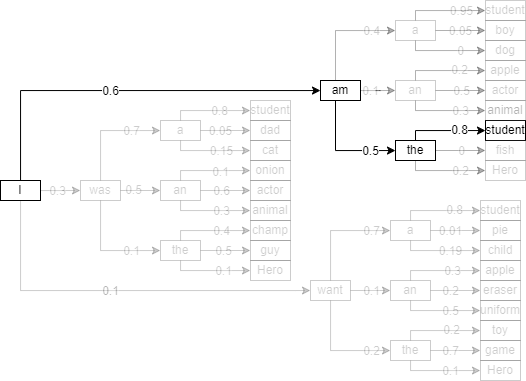 0.95 student
0.4 a 0.05 boy
0 dog
0.2 apple
0.6 am 0.1 an 0.5 actor
0.8 student 0.3 animal
0.7 a 0.05 dad 0.8 student
0.15 cat 0.5 the 0 fish
0.1 onion 0.2 Hero
I 0.3 was 0.5 an 0.6 actor
0.3 animal 0.8 student
0.4 champ 0.7 a 0.01 pie
0.1 the 0.5 guy 0.19 child
0.1 Hero 0.3 apple
0.1 want 0.1 an 0.2 eraser
0.5 uniform
0.2 toy
0.2 the 0.7 game
0.1 Hero